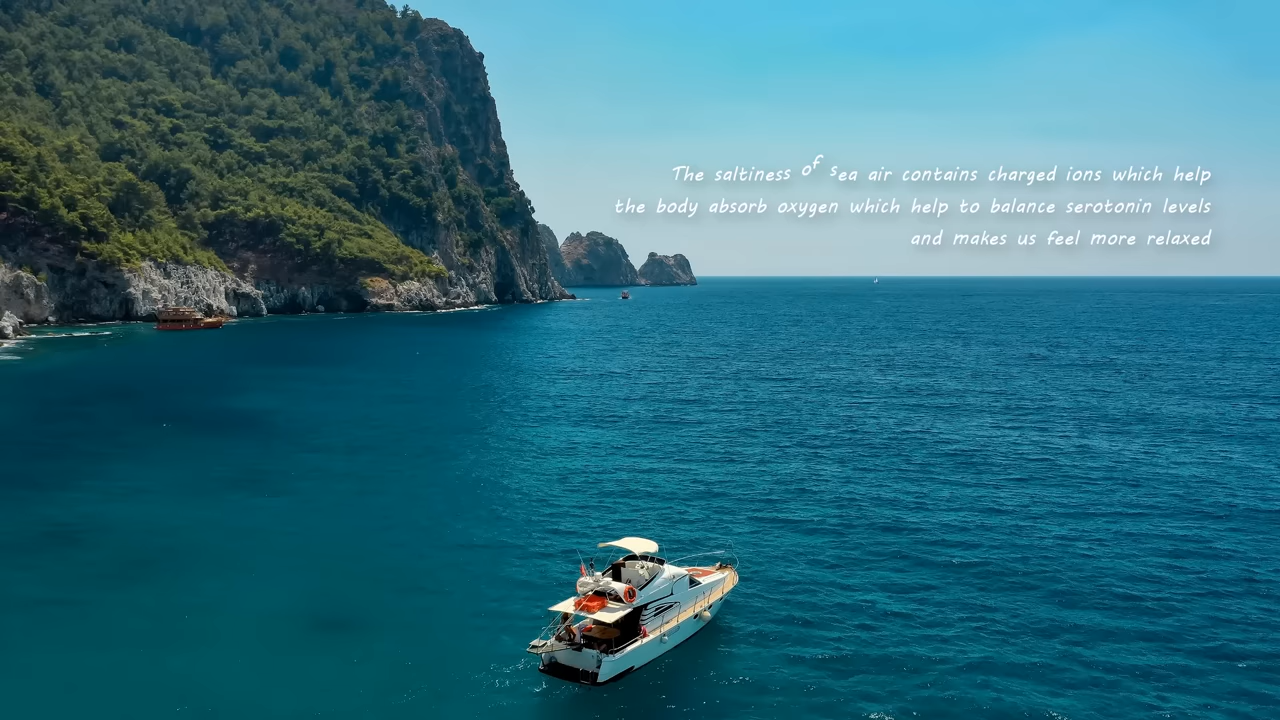 The saltiness of sea air contains charged ions which help
the body absorb oxygen which help to balance serotonin levels
and makes us feel more relaxed